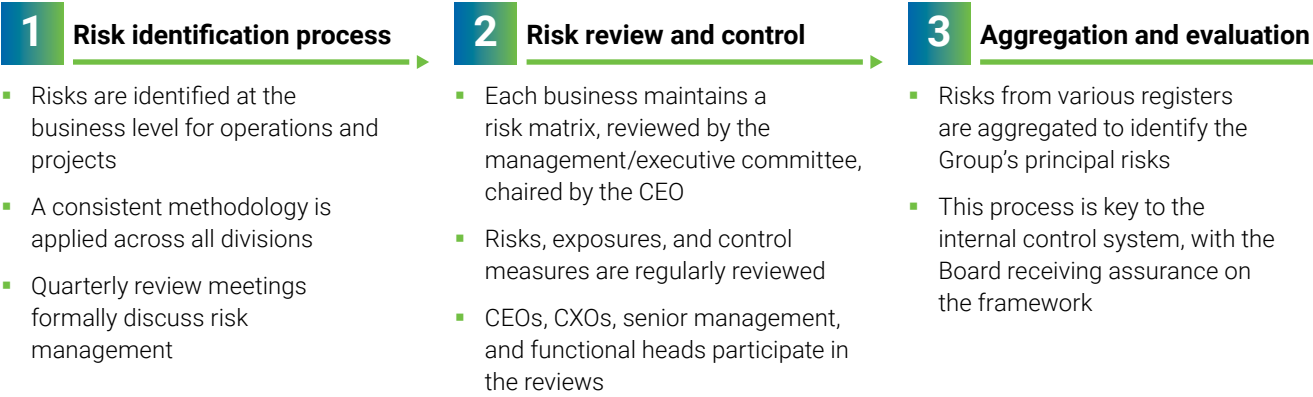 1
Risk identification process
▪ Risks are identified at the
business level for operations and
projects
▪ A consistent methodology is
applied across all divisions
▪ Quarterly review meetings
formally discuss risk
management
2
Risk review and control
▪ Each business maintains a
risk matrix, reviewed by the
management/executive committee,
chaired by the CEO
▪ Risks, exposures, and control
measures are regularly reviewed
▪ CEOs, CXOs, senior management,
and functional heads participate in
the reviews
3
Aggregation and evaluation
▪ Risks from various registers
are aggregated to identify the
Group's principal risks
▪ This process is key to the
internal control system, with the
Board receiving assurance on
the framework